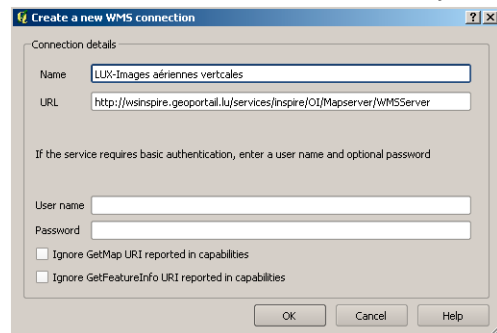 Create a new WMS connection
Connection details
Name LUX-Images aériennes vertcales
URL http://wsinspire.geoportail.lu/services/inspire/OI/Mapserver/WMSServer
If the service requires basic authentication, enter a user name and optional password
User name
Password
Ignore GetMap URI reported in capabilities
Ignore GetFeatureInfo URI reported in capabilities
OK Cancel Help